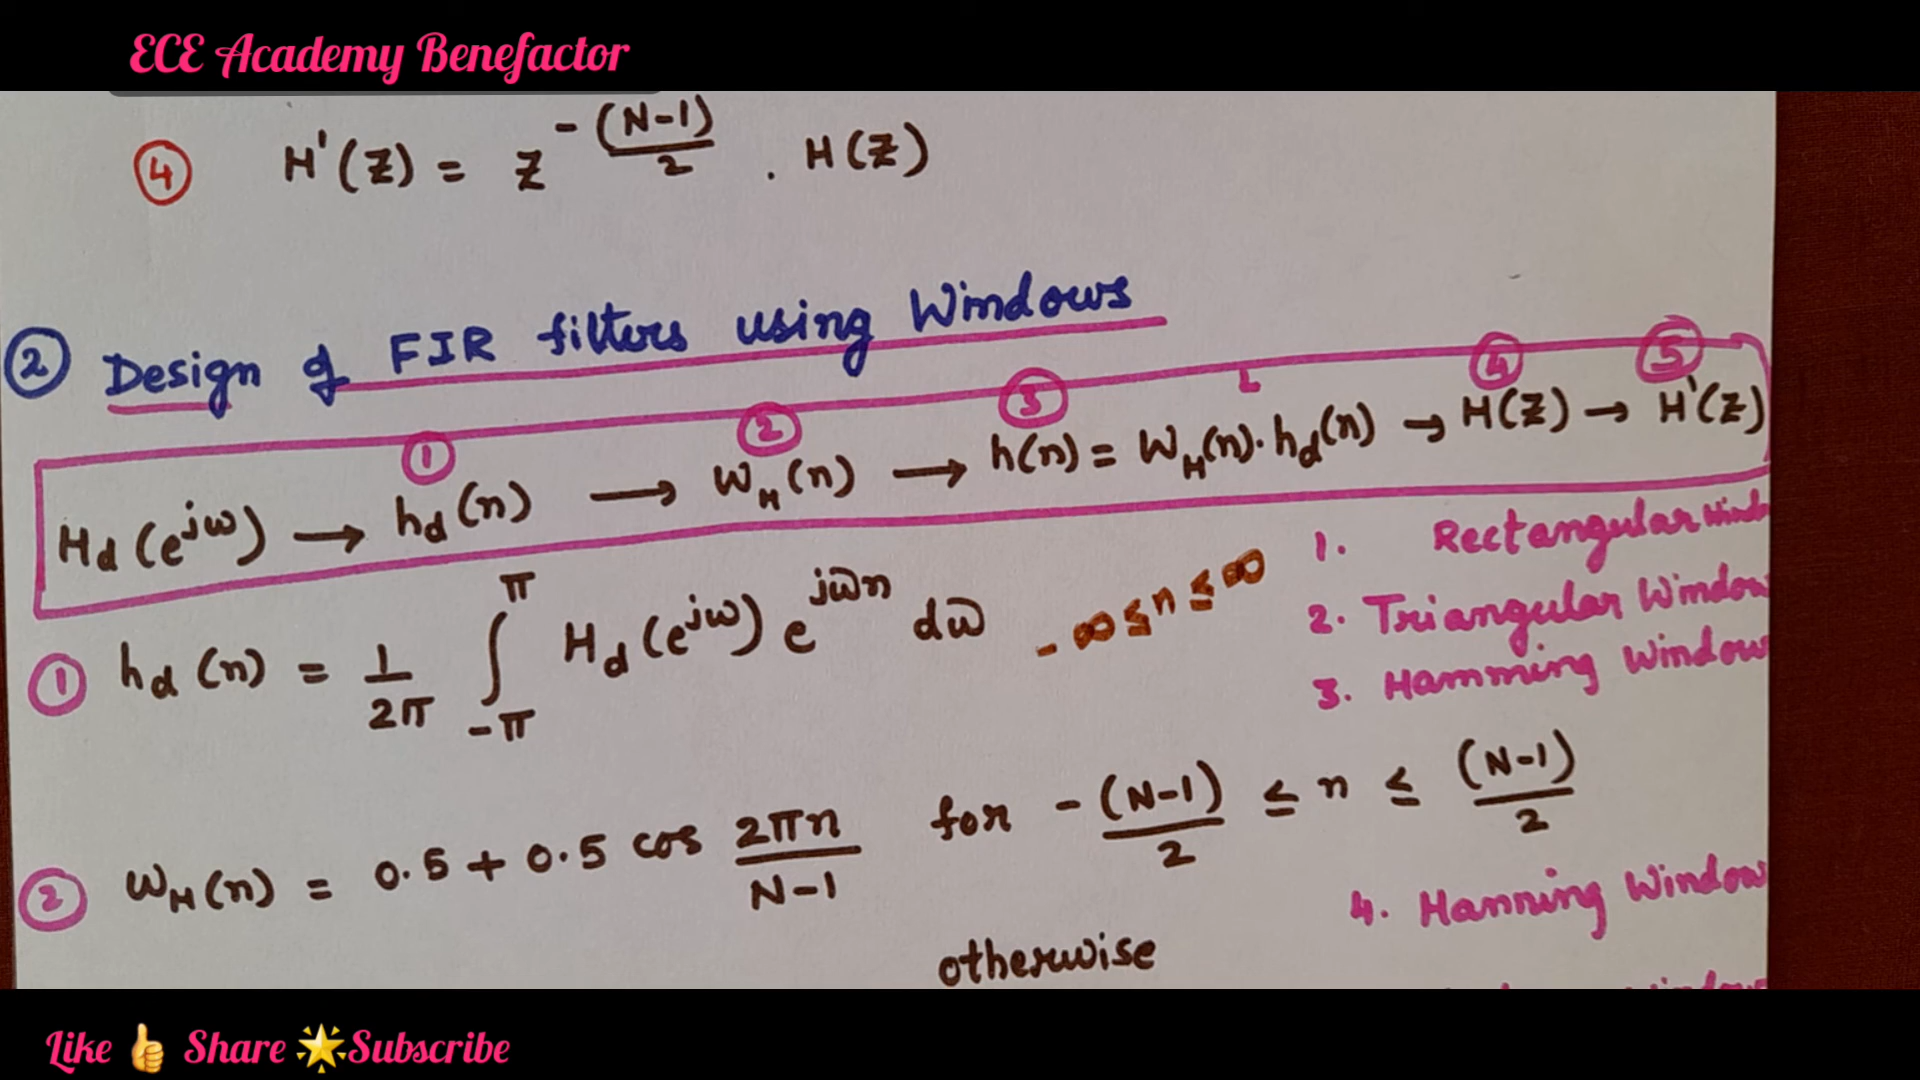 ECE Academy Benefactor
④ H'(Z) = Z^{-(N-1)/2} . H(Z)
② Design of FIR filters using Windows
① ② ③ ④ ⑤
Hd(e^{jω}) → hd(n) → WH(n) → h(n) = WH(n).hd(n) → H(Z) → H'(Z)
1. Rectangular
2. Triangular Window
3. Hamming Window
① hd(n) = 1/2π ∫_{-π}^{π} Hd(e^{jω}) e^{jωn} dω -∞ ≤ n ≤ ∞
② WH(n) = 0.5 + 0.5 cos 2πn/N-1 for -(N-1)/2 ≤ n ≤ (N-1)/2
4. Hanning Window
otherwise
Like 👍 Share 🌟Subscribe